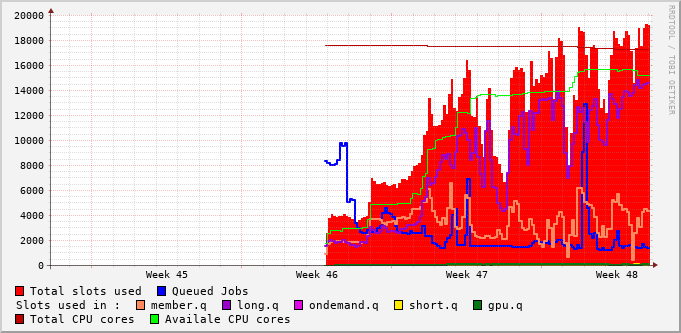 20000
18000
16000
14000
12000
10000
8000
6000
4000
2000
0
Week 45 Week 46 Week 47 Week 48
RRDTOOL / TOBI OETIKER
Total slots used Queued Jobs
Slots used in : member.q long.q ondemand.q short.q gpu.q
Total CPU cores Availale CPU cores